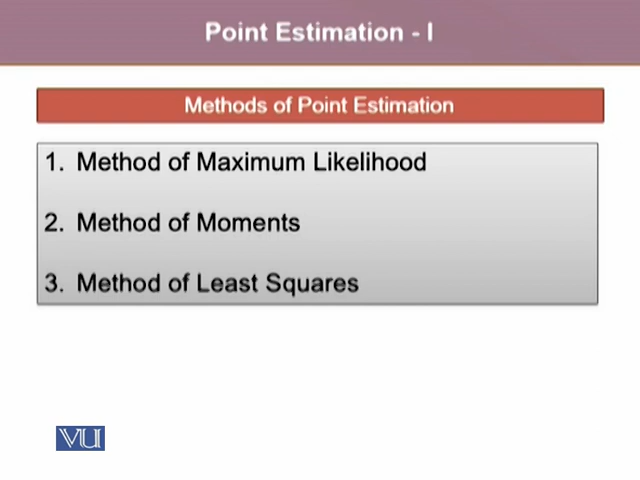 Point Estimation - I
Methods of Point Estimation
1. Method of Maximum Likelihood
2. Method of Moments
3. Method of Least Squares
VU